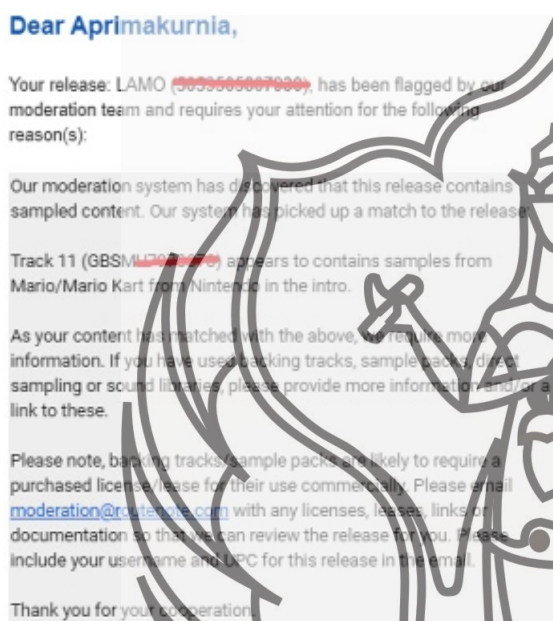 Dear Aprimakurnia,
Your release: LAMO ( ), has been flagged by our
moderation team and requires your attention for the following
reason(s):
Our moderation system has discovered that this release contains
sampled content. Our system has picked up a match to the release:
Track 11 (GBSM ) appears to contains samples from
Mario/Mario Kart from Nintendo in the intro.
As your content has matched with the above, we require more
information. If you have used backing tracks, sample packs, direct
sampling or sound libraries, please provide more information and/or a
link to these.
Please note, backing tracks/sample packs are likely to require a
purchased license/lease for their use commercially. Please email
moderation@routenote.com with any licenses, leases, links or
documentation so that we can review the release for you. Please
include your username and UPC for this release in the email.
Thank you for your cooperation.